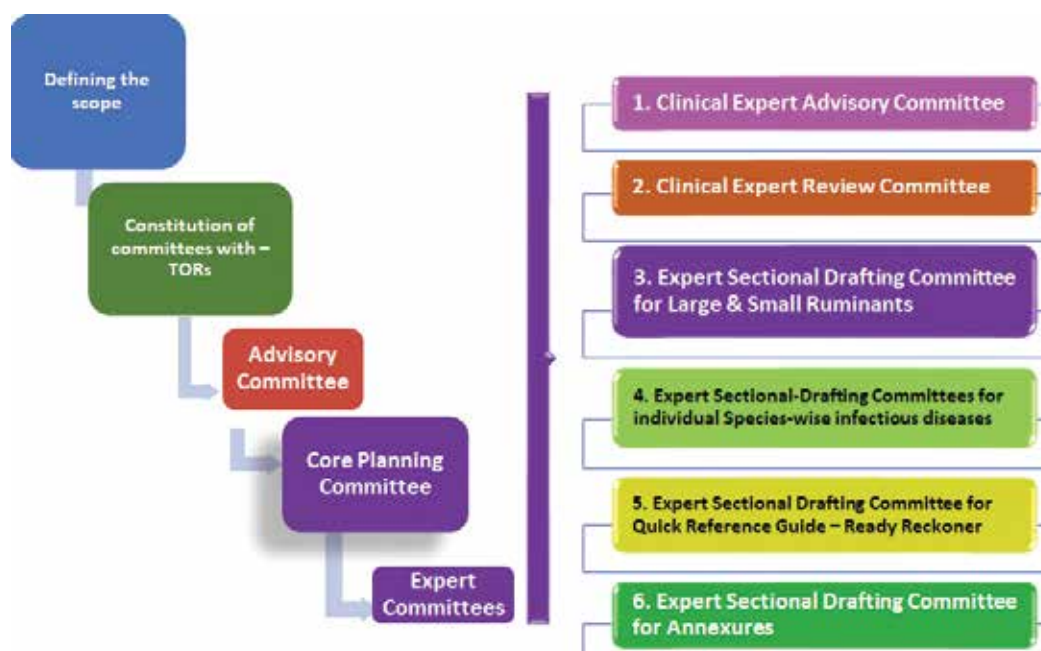 Defining the
scope
Constitution of
committees with –
TORs
Advisory
Committee
Core Planning
Committee
Expert
Committees
1. Clinical Expert Advisory Committee
2. Clinical Expert Review Committee
3. Expert Sectional Drafting Committee
for Large & Small Ruminants
4. Expert Sectional-Drafting Committees for
individual Species-wise infectious diseases
5. Expert Sectional Drafting Committee for
Quick Reference Guide – Ready Reckoner
6. Expert Sectional Drafting Committee
for Annexures